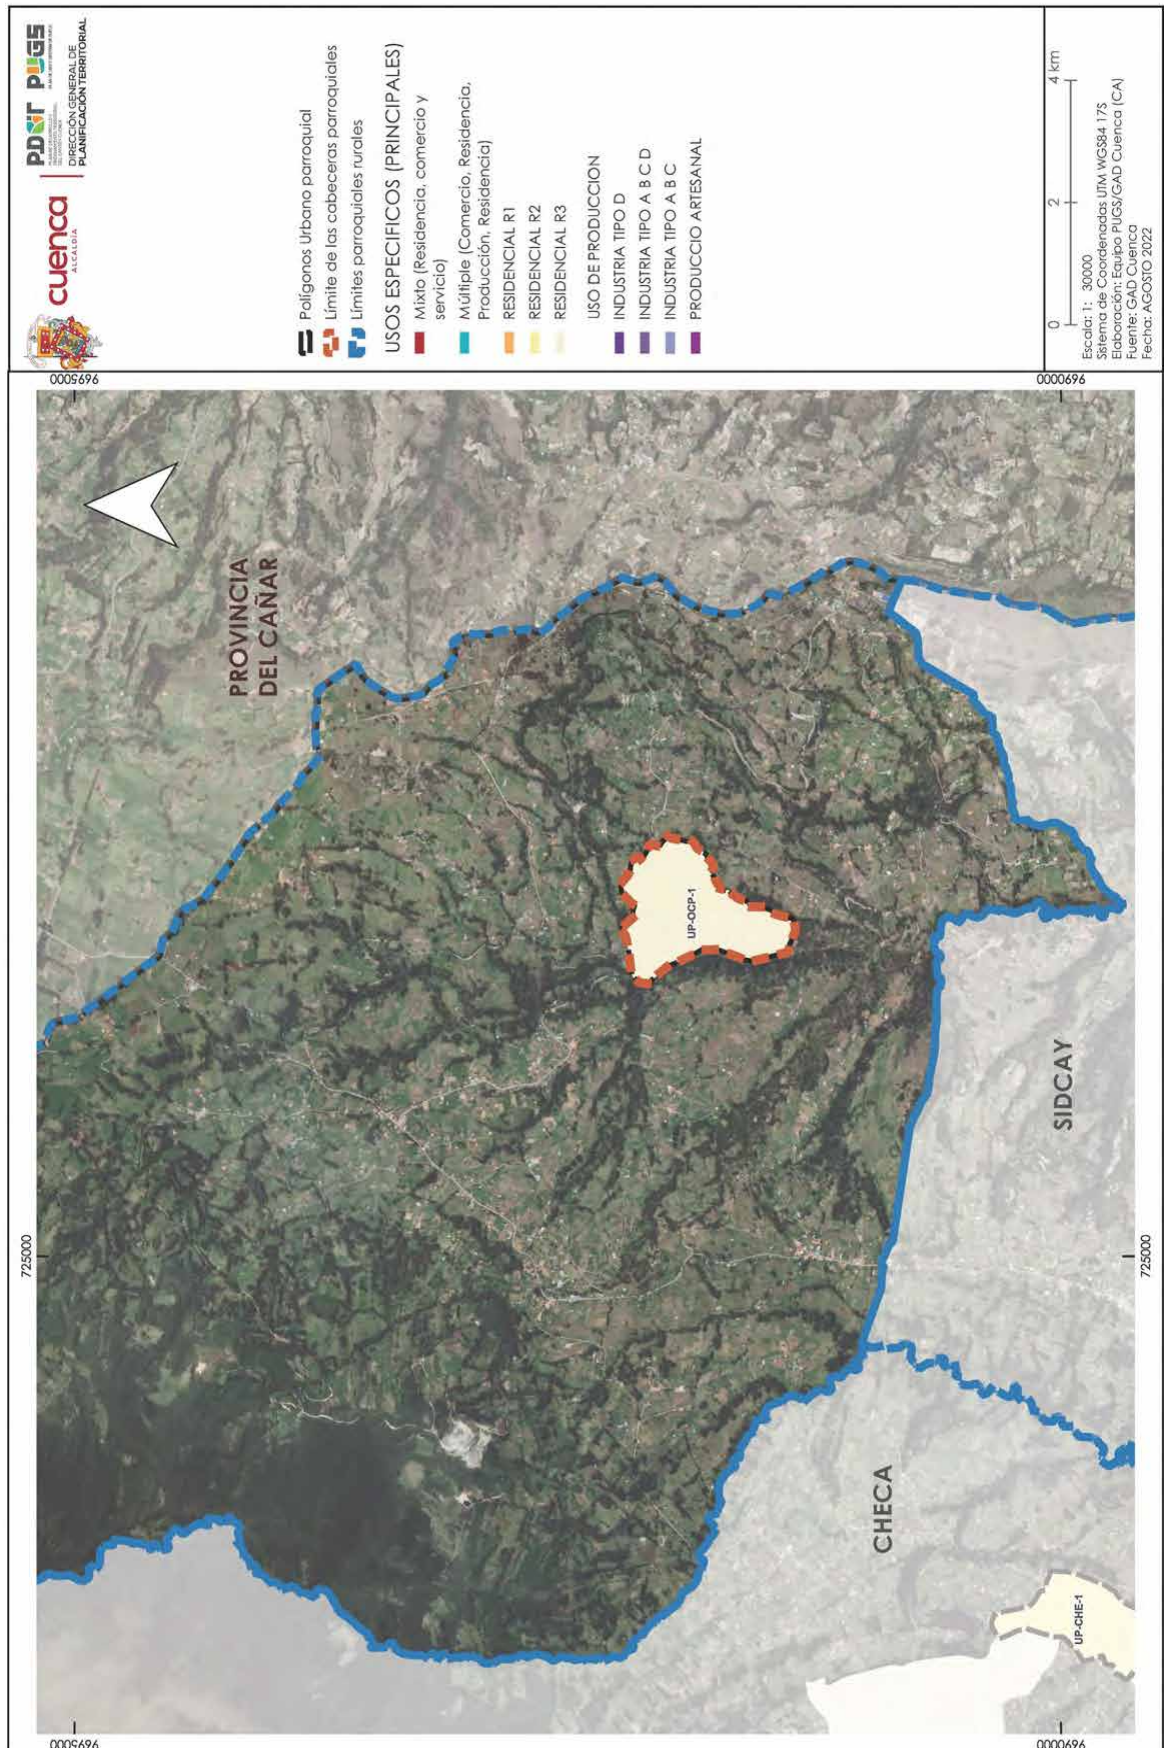 cuenca
ALCALDÍA
PDOT PUGS
DIRECCIÓN GENERAL DE
PLANIFICACIÓN TERRITORIAL
Polígonos Urbano parroquial
Límite de las cabeceras parroquiales
Límites parroquiales rurales
USOS ESPECIFICOS (PRINCIPALES)
Mixto (Residencia, comercio y
servicio)
Múltiple (Comercio, Residencia,
Producción, Residencia)
RESIDENCIAL R1
RESIDENCIAL R2
RESIDENCIAL R3
USO DE PRODUCCION
INDUSTRIA TIPO D
INDUSTRIA TIPO A B C D
INDUSTRIA TIPO A B C
PRODUCCIO ARTESANAL
0 2 4 km
Escala: 1: 30000
Sistema de Coordenadas UTM WGS84 17S
Elaboración: Equipo PUGS/GAD Cuenca (CA)
Fuente: GAD Cuenca
Fecha: AGOSTO 2022
725000
9695000
9695000
PROVINCIA
DEL CAÑAR
UP-OCP-1
CHECA
SIDCAY
UP-CHE-1
9690000
9690000
725000